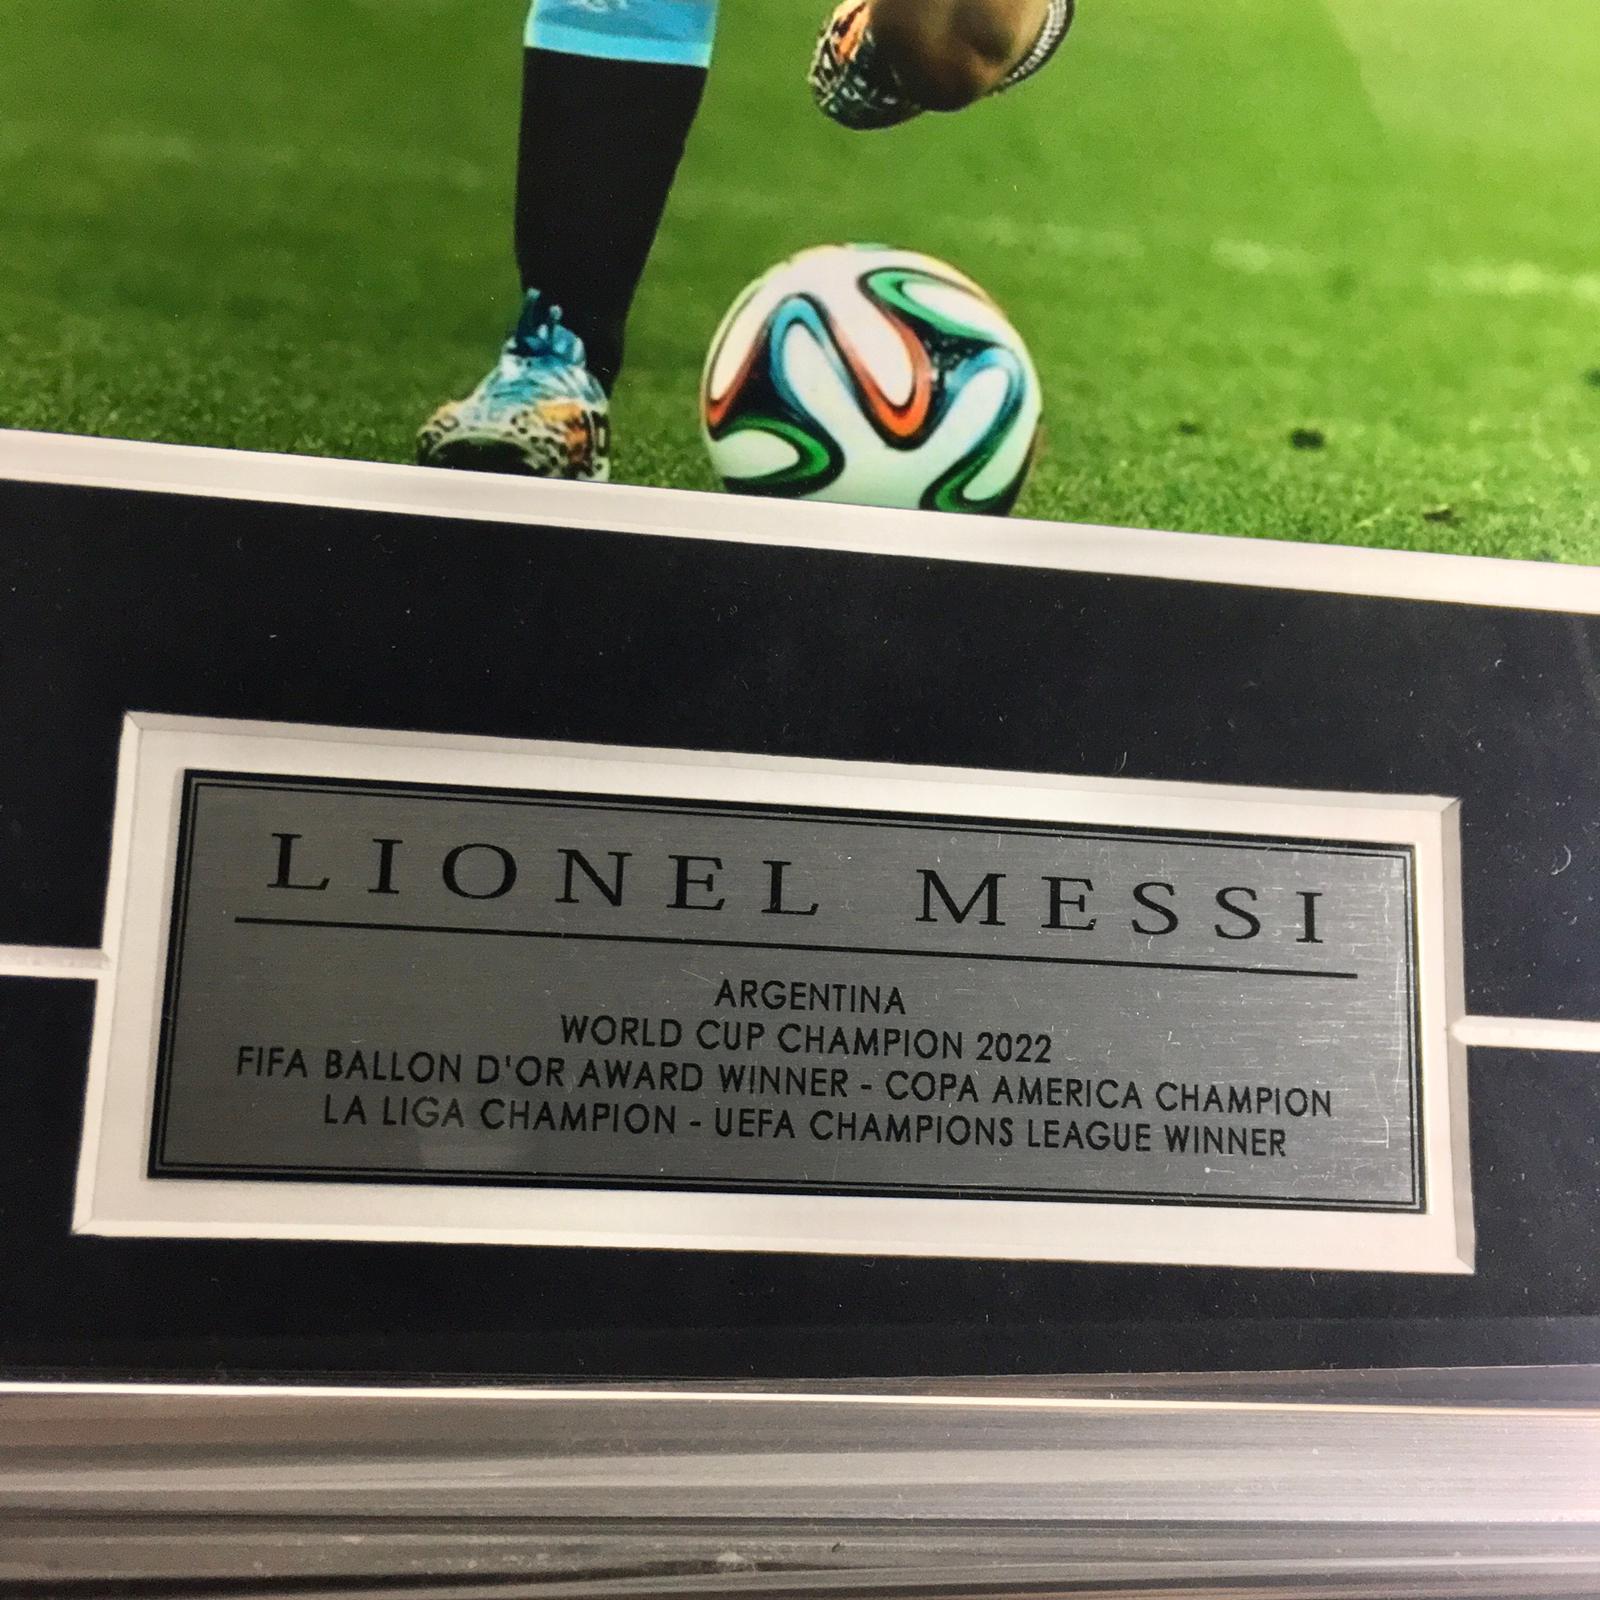 LIONEL MESSI
ARGENTINA
WORLD CUP CHAMPION 2022
FIFA BALLON D'OR AWARD WINNER - COPA AMERICA CHAMPION
LA LIGA CHAMPION - UEFA CHAMPIONS LEAGUE WINNER